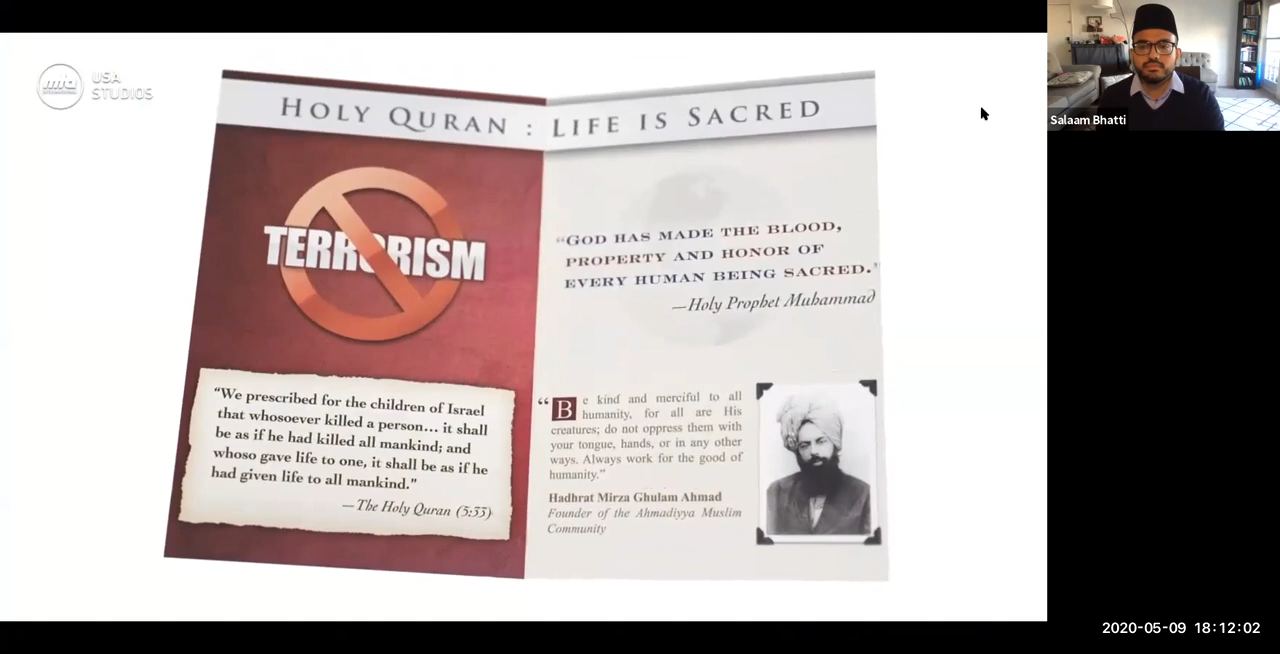 mta
INTERNATIONAL
USA
STUDIOS
HOLY QURAN : LIFE IS SACRED
TERRORISM
“GOD HAS MADE THE BLOOD,
PROPERTY AND HONOR OF
EVERY HUMAN BEING SACRED.”
—Holy Prophet Muhammad
“We prescribed for the children of Israel
that whosoever killed a person... it shall
be as if he had killed all mankind; and
whoso gave life to one, it shall be as if he
had given life to all mankind.”
—The Holy Quran (5:33)
“Be kind and merciful to all
humanity, for all are His
creatures; do not oppress them with
your tongue, hands, or in any other
ways. Always work for the good of
humanity.”
Hadhrat Mirza Ghulam Ahmad
Founder of the Ahmadiyya Muslim
Community
Salaam Bhatti
2020-05-09 18:12:02